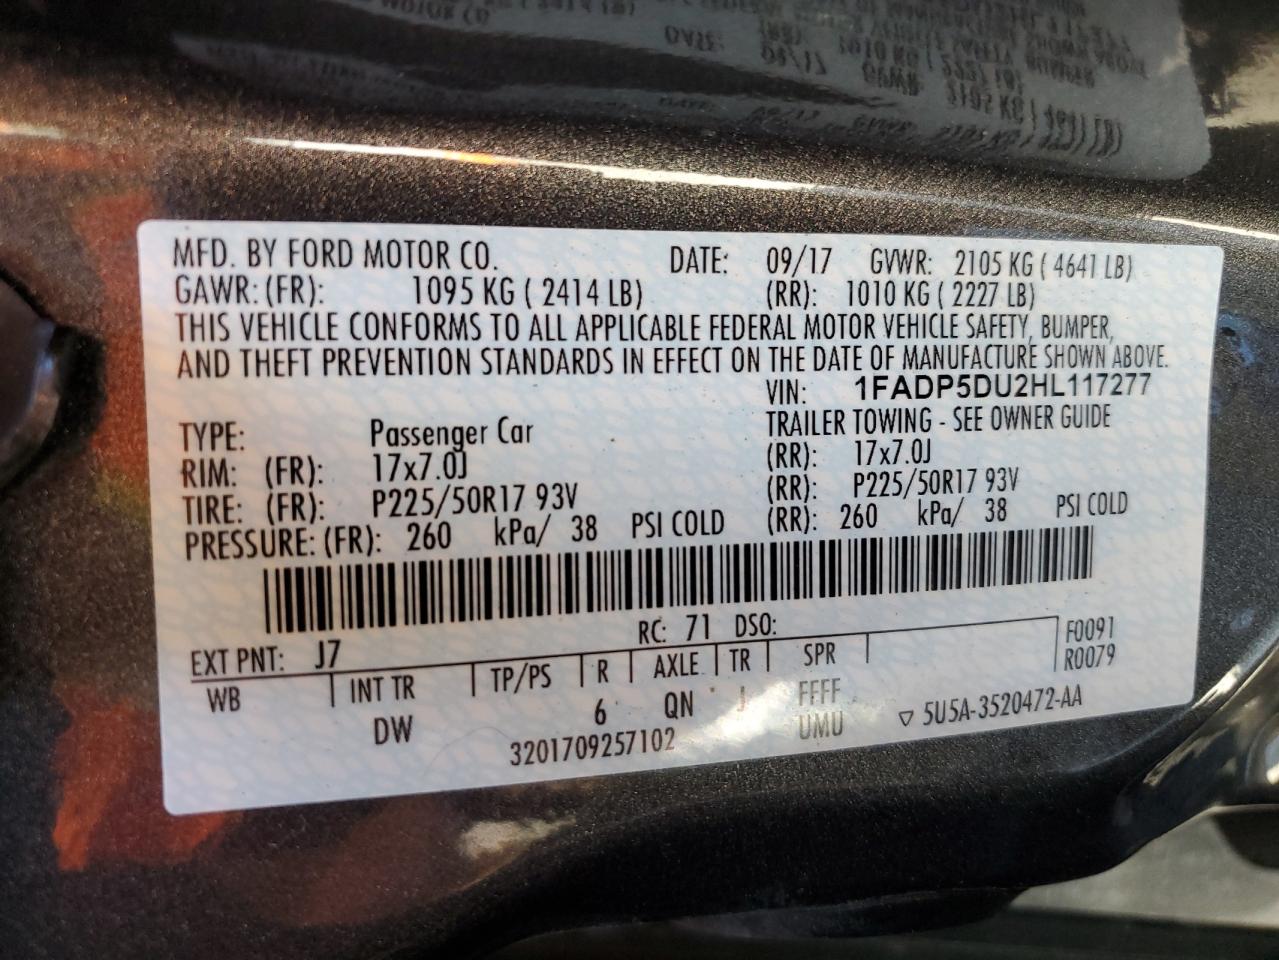 MFD. BY FORD MOTOR CO. DATE: 09/17 GVWR: 2105 KG ( 4641 LB)
GAWR: (FR): 1095 KG ( 2414 LB) (RR): 1010 KG ( 2227 LB)
THIS VEHICLE CONFORMS TO ALL APPLICABLE FEDERAL MOTOR VEHICLE SAFETY, BUMPER,
AND THEFT PREVENTION STANDARDS IN EFFECT ON THE DATE OF MANUFACTURE SHOWN ABOVE.
VIN: 1FADP5DU2HL117277
TYPE: Passenger Car TRAILER TOWING - SEE OWNER GUIDE
RIM: (FR): 17x7.0J (RR): 17x7.0J
TIRE: (FR): P225/50R17 93V (RR): P225/50R17 93V
PRESSURE: (FR): 260 kPa/ 38 PSI COLD (RR): 260 kPa/ 38 PSI COLD
EXT PNT: J7 RC: 71 DSO: F0091
WB INT TR TP/PS R AXLE TR SPR R0079
DW 6 QN J FFFF
3201709257102 UMU ▽ 5U5A-3520472-AA